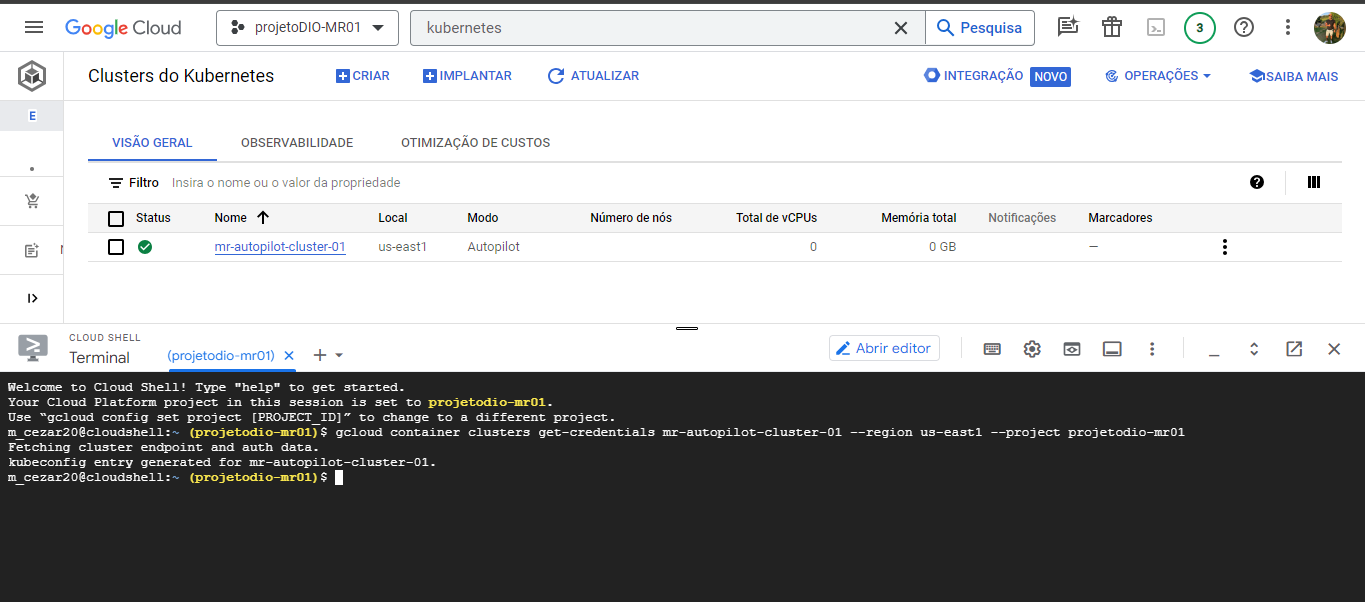 Google Cloud projetoDIO-MR01 kubernetes Pesquisa 3
Clusters do Kubernetes CRIAR IMPLANTAR ATUALIZAR INTEGRAÇÃO NOVO OPERAÇÕES SAIBA MAIS
E
VISÃO GERAL OBSERVABILIDADE OTIMIZAÇÃO DE CUSTOS
Filtro Insira o nome ou o valor da propriedade
Status Nome Local Modo Número de nós Total de vCPUs Memória total Notificações Marcadores
mr-autopilot-cluster-01 us-east1 Autopilot 0 0 GB —
CLOUD SHELL
Terminal (projetodio-mr01) Abrir editor
Welcome to Cloud Shell! Type "help" to get started.
Your Cloud Platform project in this session is set to projetodio-mr01.
Use “gcloud config set project [PROJECT_ID]” to change to a different project.
m_cezar20@cloudshell:~ (projetodio-mr01)$ gcloud container clusters get-credentials mr-autopilot-cluster-01 --region us-east1 --project projetodio-mr01
Fetching cluster endpoint and auth data.
kubeconfig entry generated for mr-autopilot-cluster-01.
m_cezar20@cloudshell:~ (projetodio-mr01)$